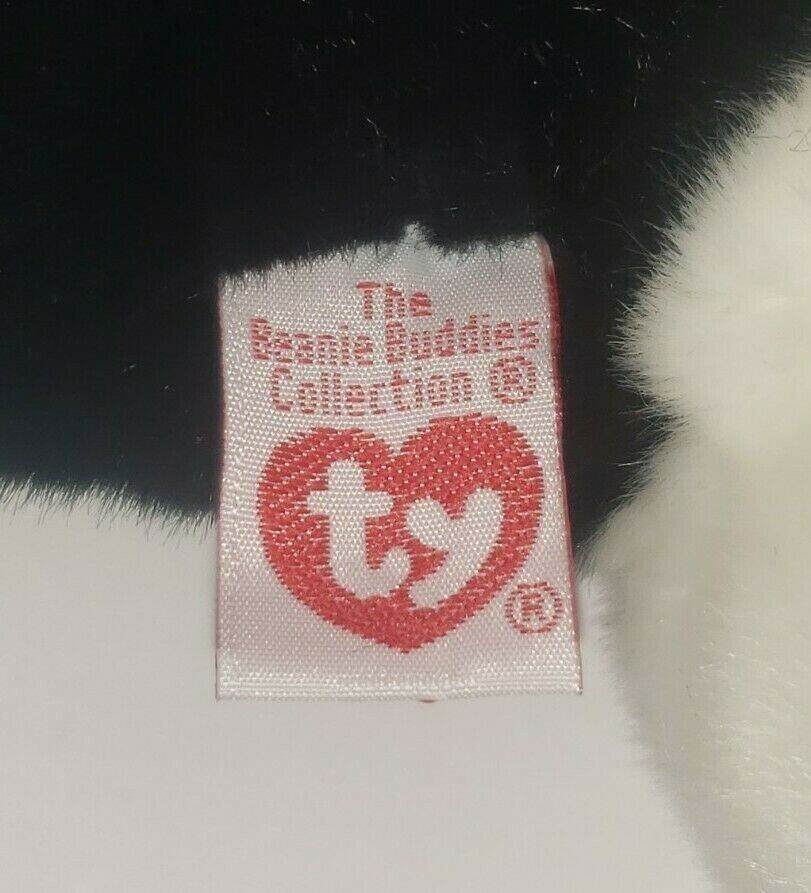 The
Beanie Buddies
Collection ®
ty
®